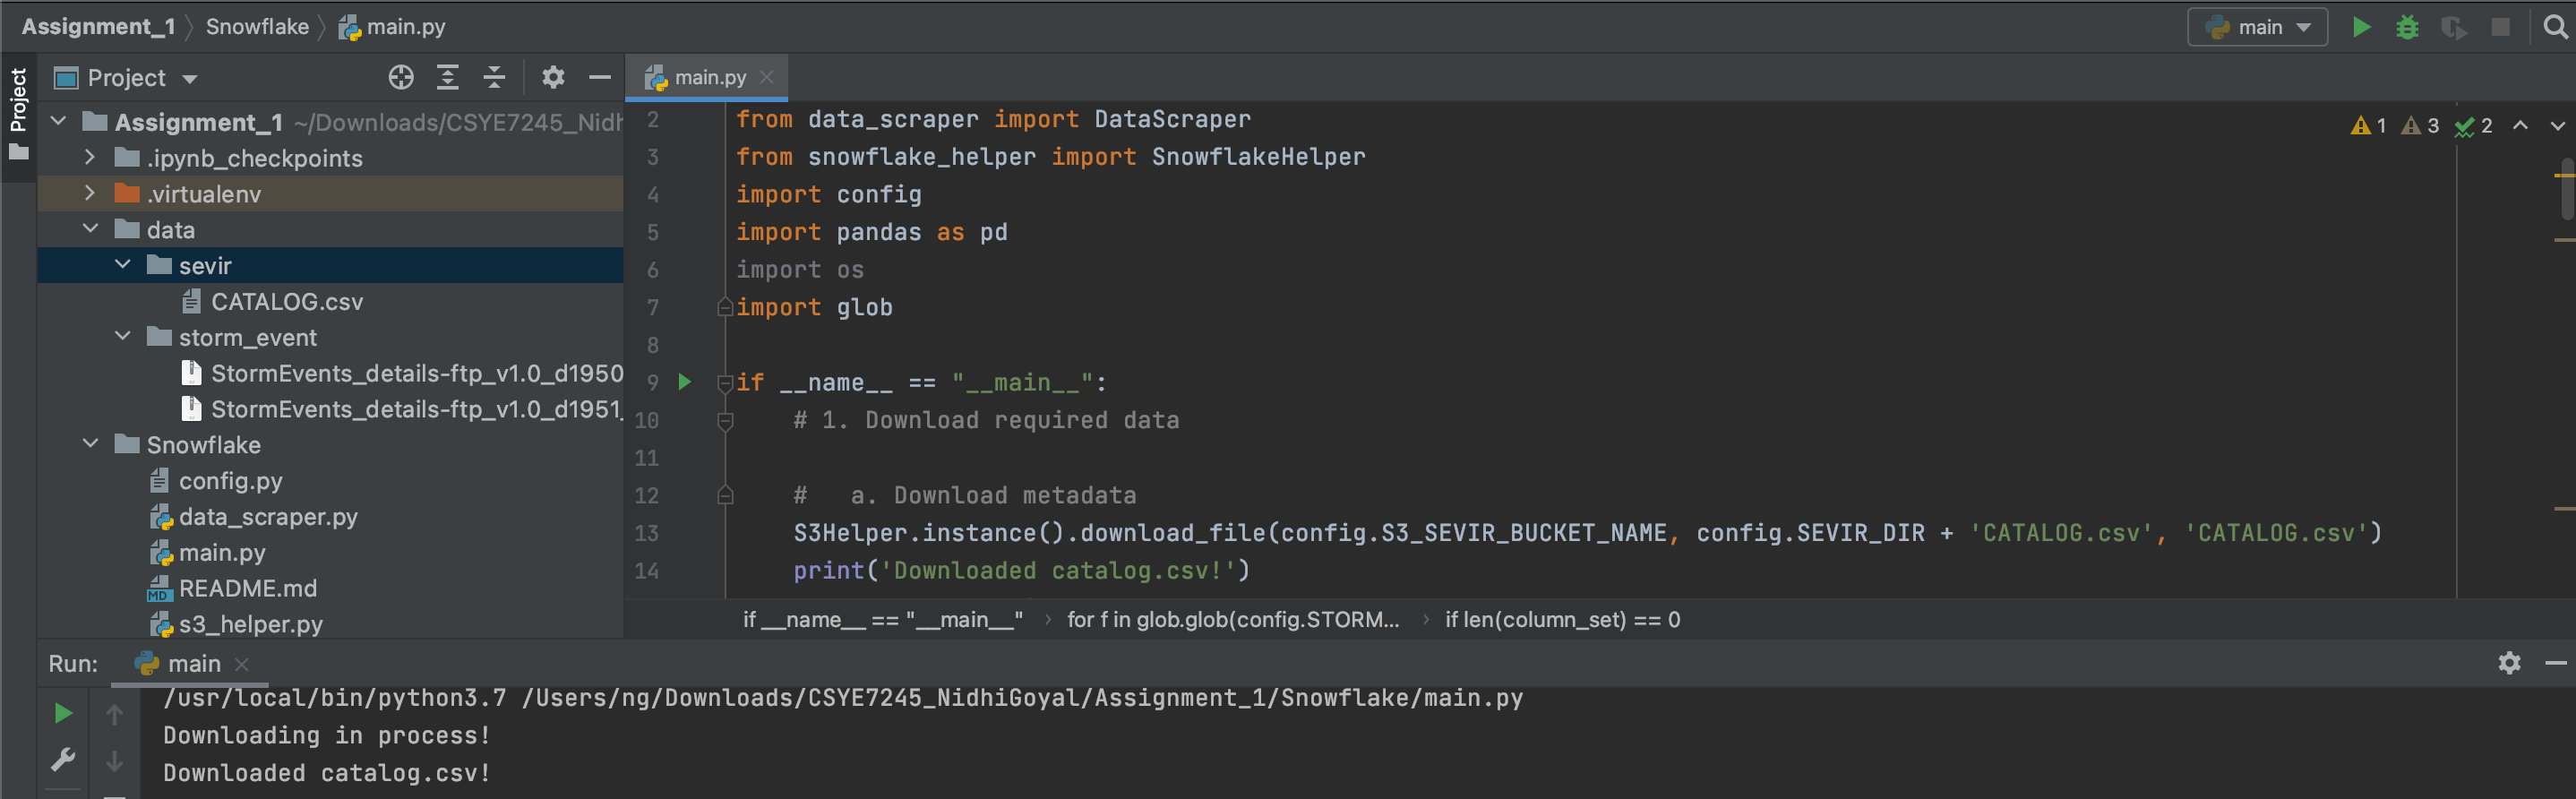 Assignment_1 Snowflake main.py main
Project
Project
main.py
Assignment_1 ~/Downloads/CSYE7245_Nidh
.ipynb_checkpoints
.virtualenv
data
sevir
CATALOG.csv
storm_event
StormEvents_details-ftp_v1.0_d1950
StormEvents_details-ftp_v1.0_d1951_
Snowflake
config.py
data_scraper.py
main.py
README.md
s3_helper.py
1 3 2
2 from data_scraper import DataScraper
3 from snowflake_helper import SnowflakeHelper
4 import config
5 import pandas as pd
6 import os
7 import glob
8
9 if __name__ == "__main__":
10 # 1. Download required data
11
12 #   a. Download metadata
13 S3Helper.instance().download_file(config.S3_SEVIR_BUCKET_NAME, config.SEVIR_DIR + 'CATALOG.csv', 'CATALOG.csv')
14 print('Downloaded catalog.csv!')
if __name__ == "__main__" › for f in glob.glob(config.STORM... › if len(column_set) == 0
Run: main
/usr/local/bin/python3.7 /Users/ng/Downloads/CSYE7245_NidhiGoyal/Assignment_1/Snowflake/main.py
Downloading in process!
Downloaded catalog.csv!